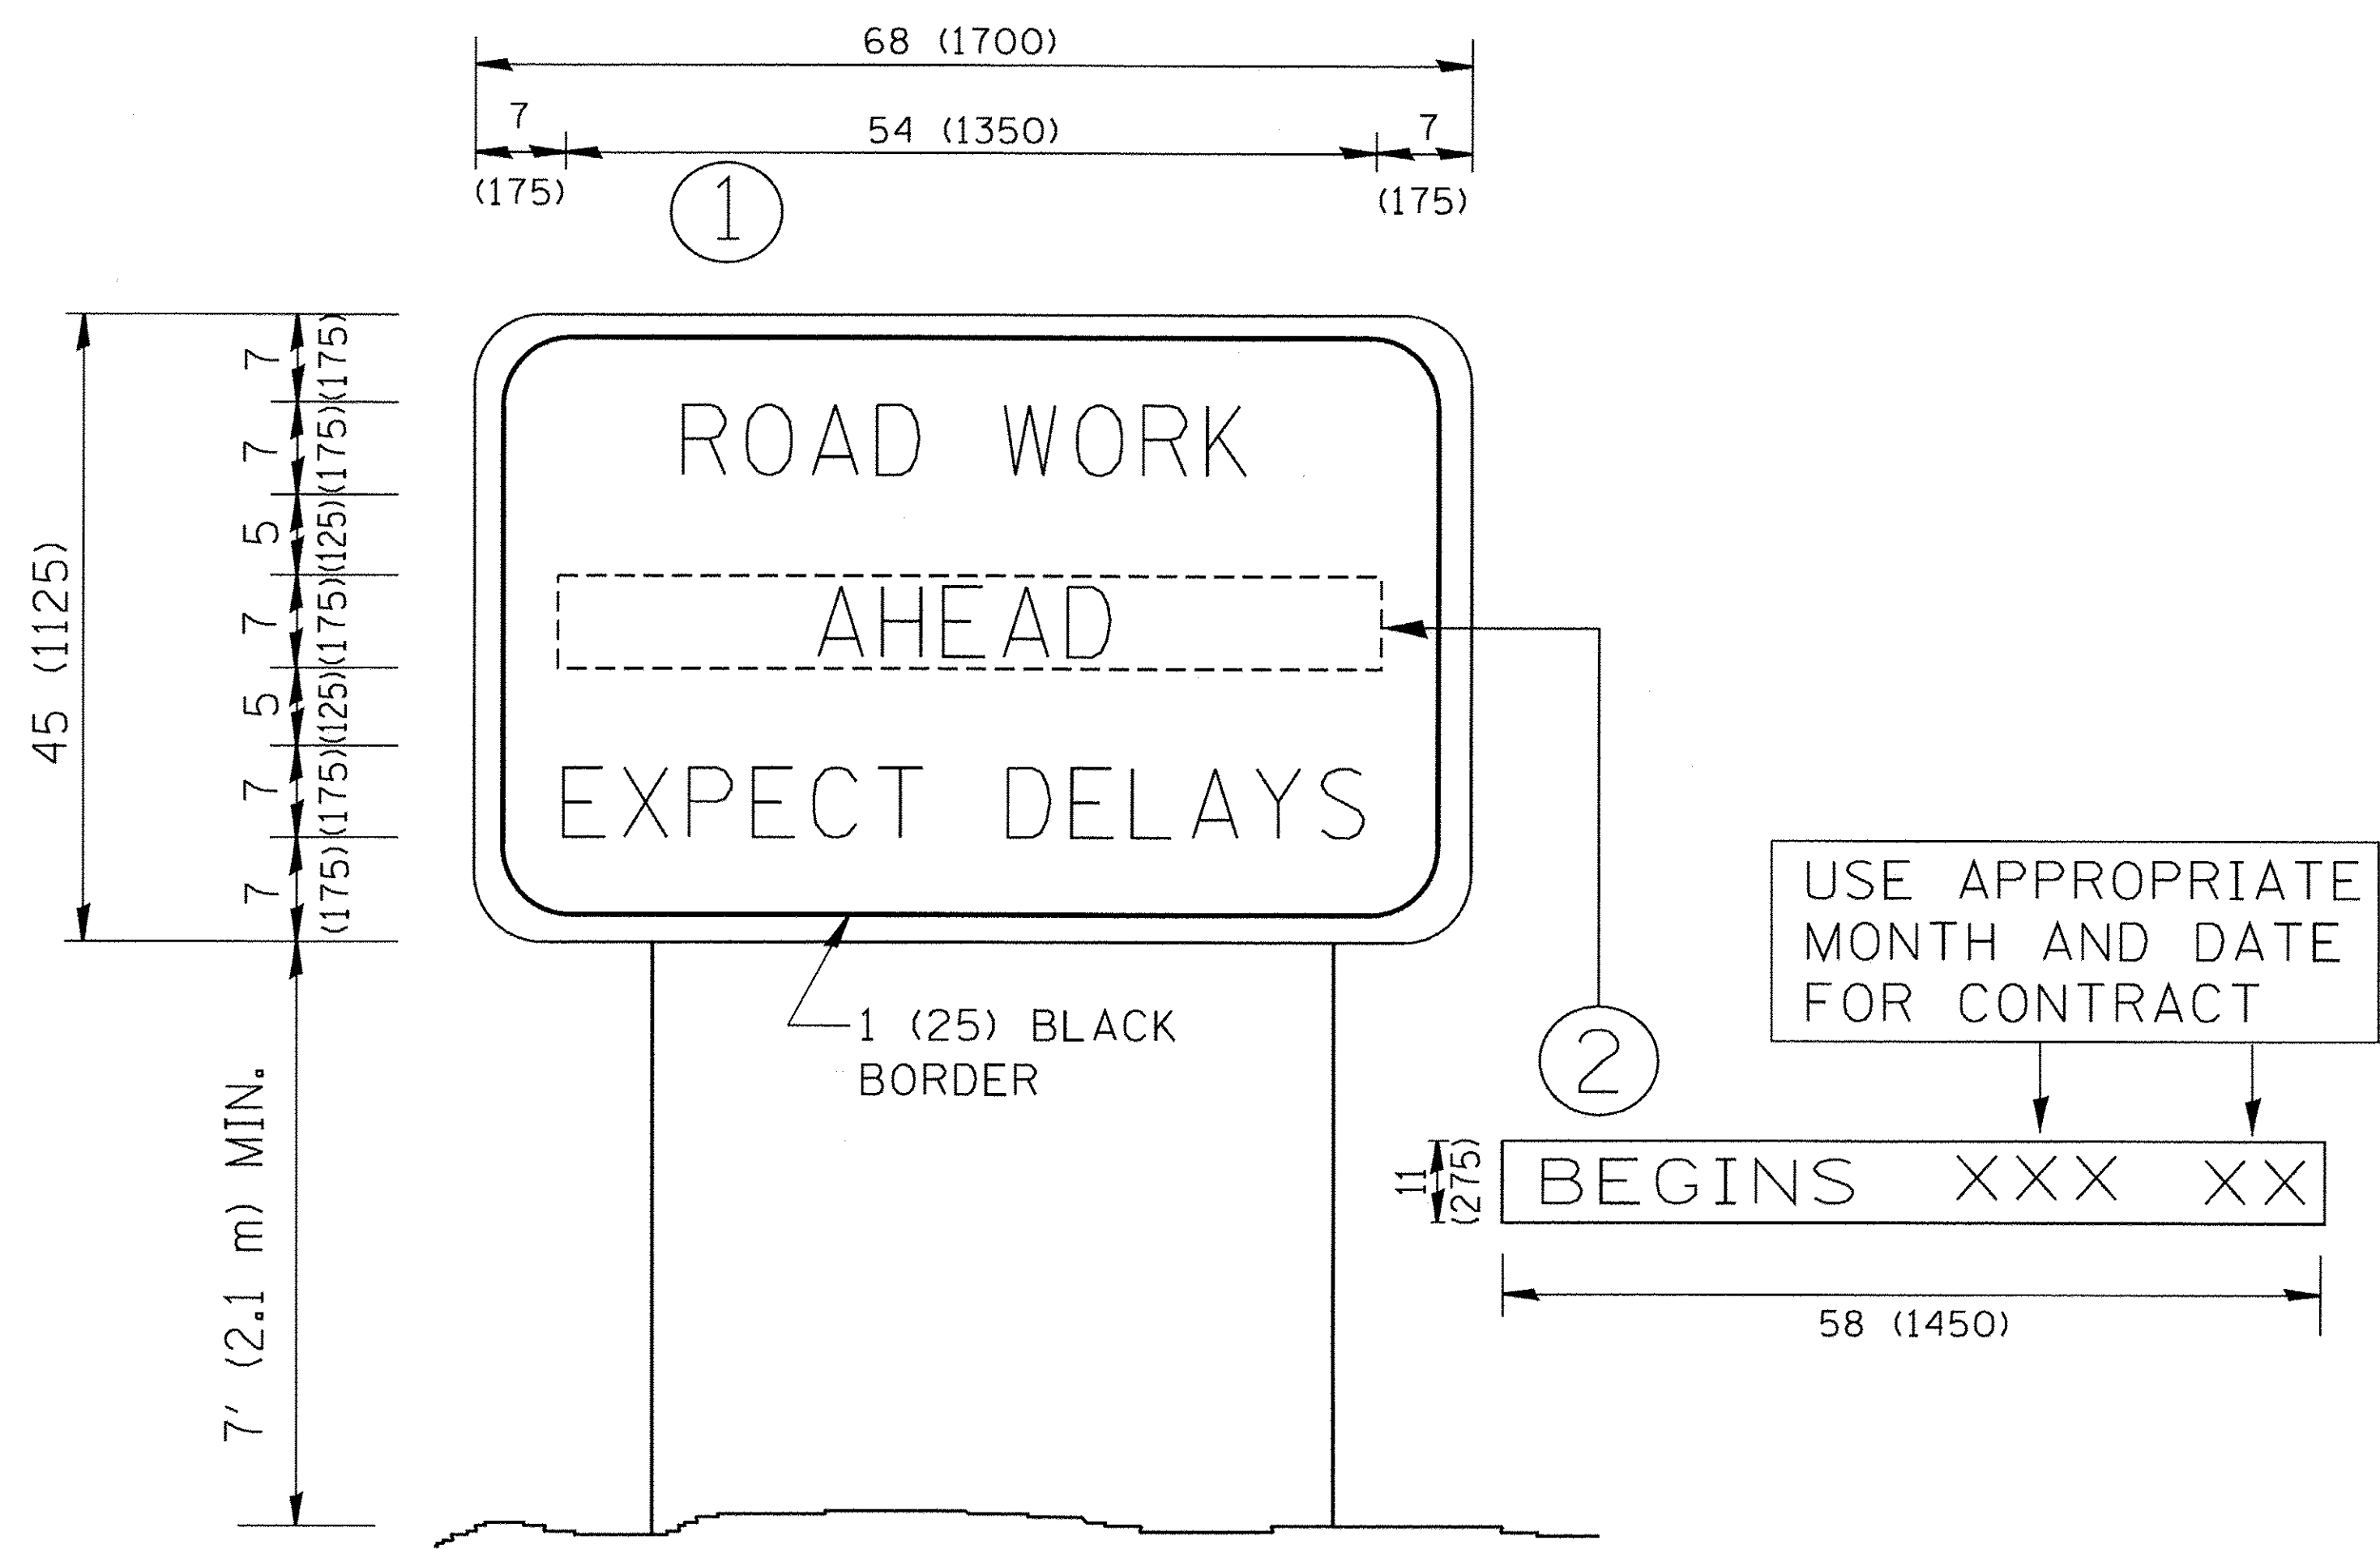 68 (1700)
7
54 (1350)
7
(175)
(175)
1
45 (1125)
7 (175)
7 (175)
5 (125)
7 (175)
5 (125)
7 (175)
7 (175)
7' (2.1 m) MIN.
ROAD WORK
AHEAD
EXPECT DELAYS
1 (25) BLACK
BORDER
2
USE APPROPRIATE
MONTH AND DATE
FOR CONTRACT
11
(275)
BEGINS XXX XX
58 (1450)